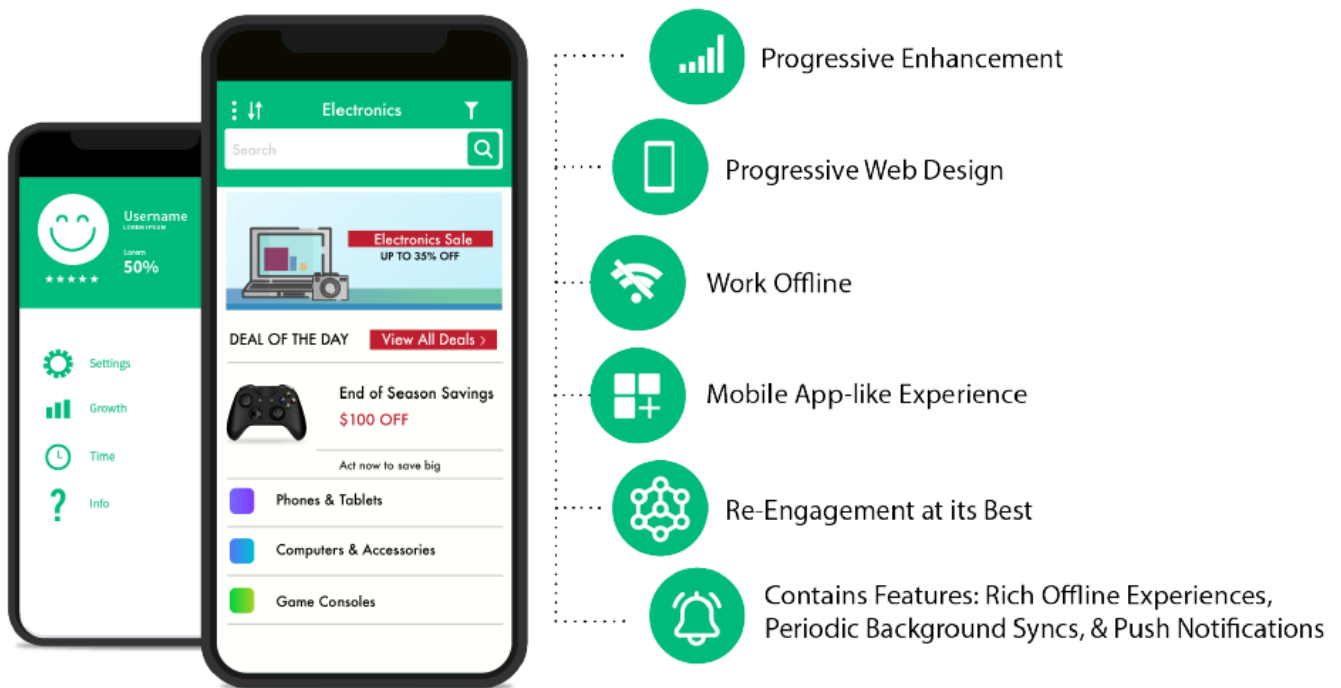 Username
LOREM IPSUM
Lorem
50%
Settings
Growth
Time
Info
Electronics
Search
Electronics Sale
UP TO 35% OFF
DEAL OF THE DAY
View All Deals >
End of Season Savings
$100 OFF
Act now to save big
Phones & Tablets
Computers & Accessories
Game Consoles
Progressive Enhancement
Progressive Web Design
Work Offline
Mobile App-like Experience
Re-Engagement at its Best
Contains Features: Rich Offline Experiences,
Periodic Background Syncs, & Push Notifications